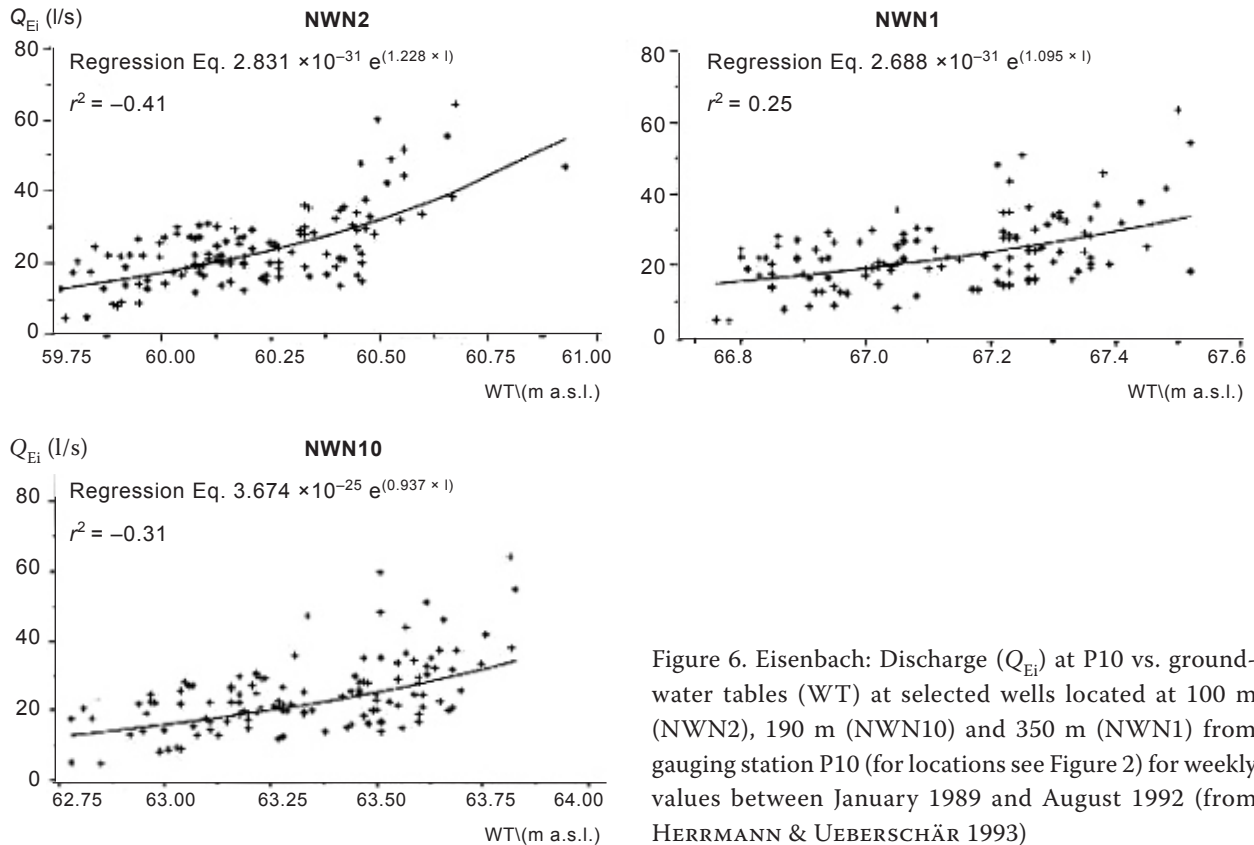 Q_Ei (l/s) NWN2
80
Regression Eq. 2.831 ×10^–31 e^(1.228 × l)
r² = –0.41
60
40
20
0
59.75 60.00 60.25 60.50 60.75 61.00
WT\(m a.s.l.)
NWN1
80
Regression Eq. 2.688 ×10^–31 e^(1.095 × l)
r² = 0.25
60
40
20
0
66.8 67.0 67.2 67.4 67.6
WT\(m a.s.l.)
Q_Ei (l/s) NWN10
80
Regression Eq. 3.674 ×10^–25 e^(0.937 × l)
r² = –0.31
60
40
20
0
62.75 63.00 63.25 63.50 63.75 64.00
WT\(m a.s.l.)
Figure 6. Eisenbach: Discharge (Q_Ei) at P10 vs. ground-
water tables (WT) at selected wells located at 100 m
(NWN2), 190 m (NWN10) and 350 m (NWN1) from
gauging station P10 (for locations see Figure 2) for weekly
values between January 1989 and August 1992 (from
HERRMANN & UEBERSCHÄR 1993)